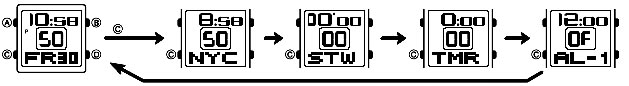 10:58
P
50
FR30
A
B
C
D
C
8:58
50
NYC
C
00'00
00
STW
C
0:00
00
TMR
C
12:00
OF
AL-1
C